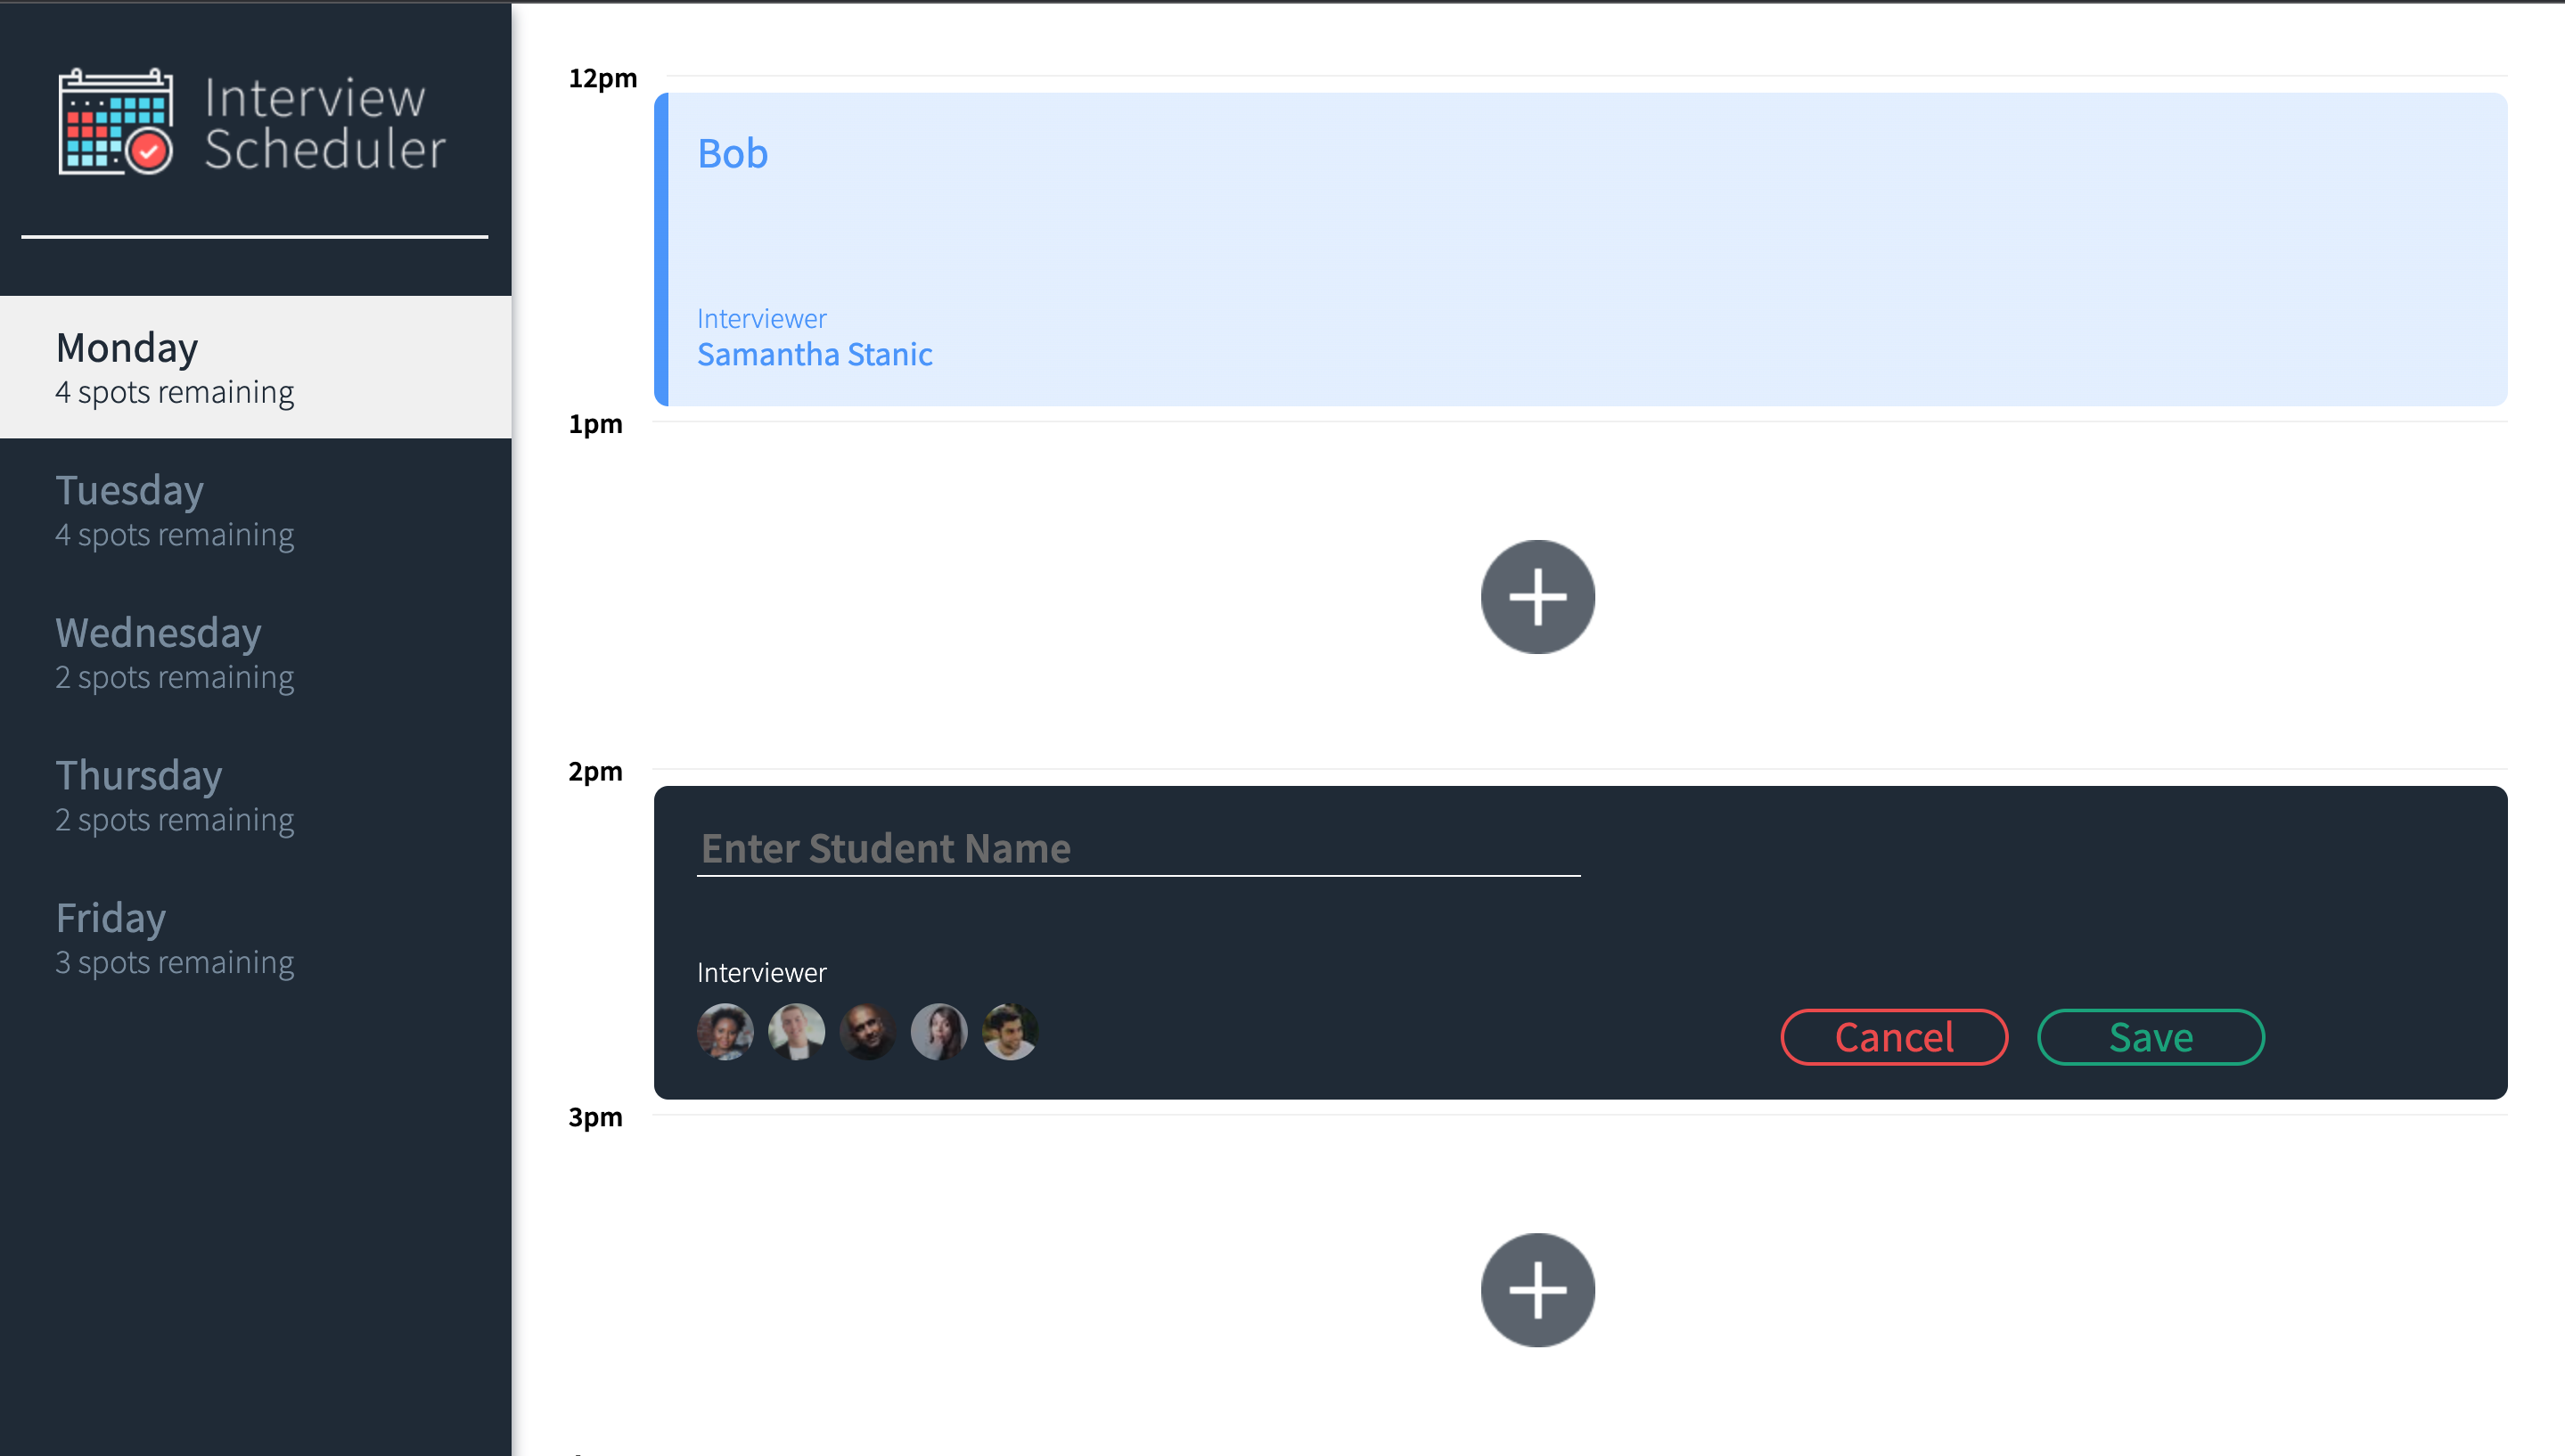 Interview
Scheduler
Monday
4 spots remaining
Tuesday
4 spots remaining
Wednesday
2 spots remaining
Thursday
2 spots remaining
Friday
3 spots remaining
12pm
Bob
Interviewer
Samantha Stanic
1pm
2pm
Enter Student Name
Interviewer
Cancel
Save
3pm